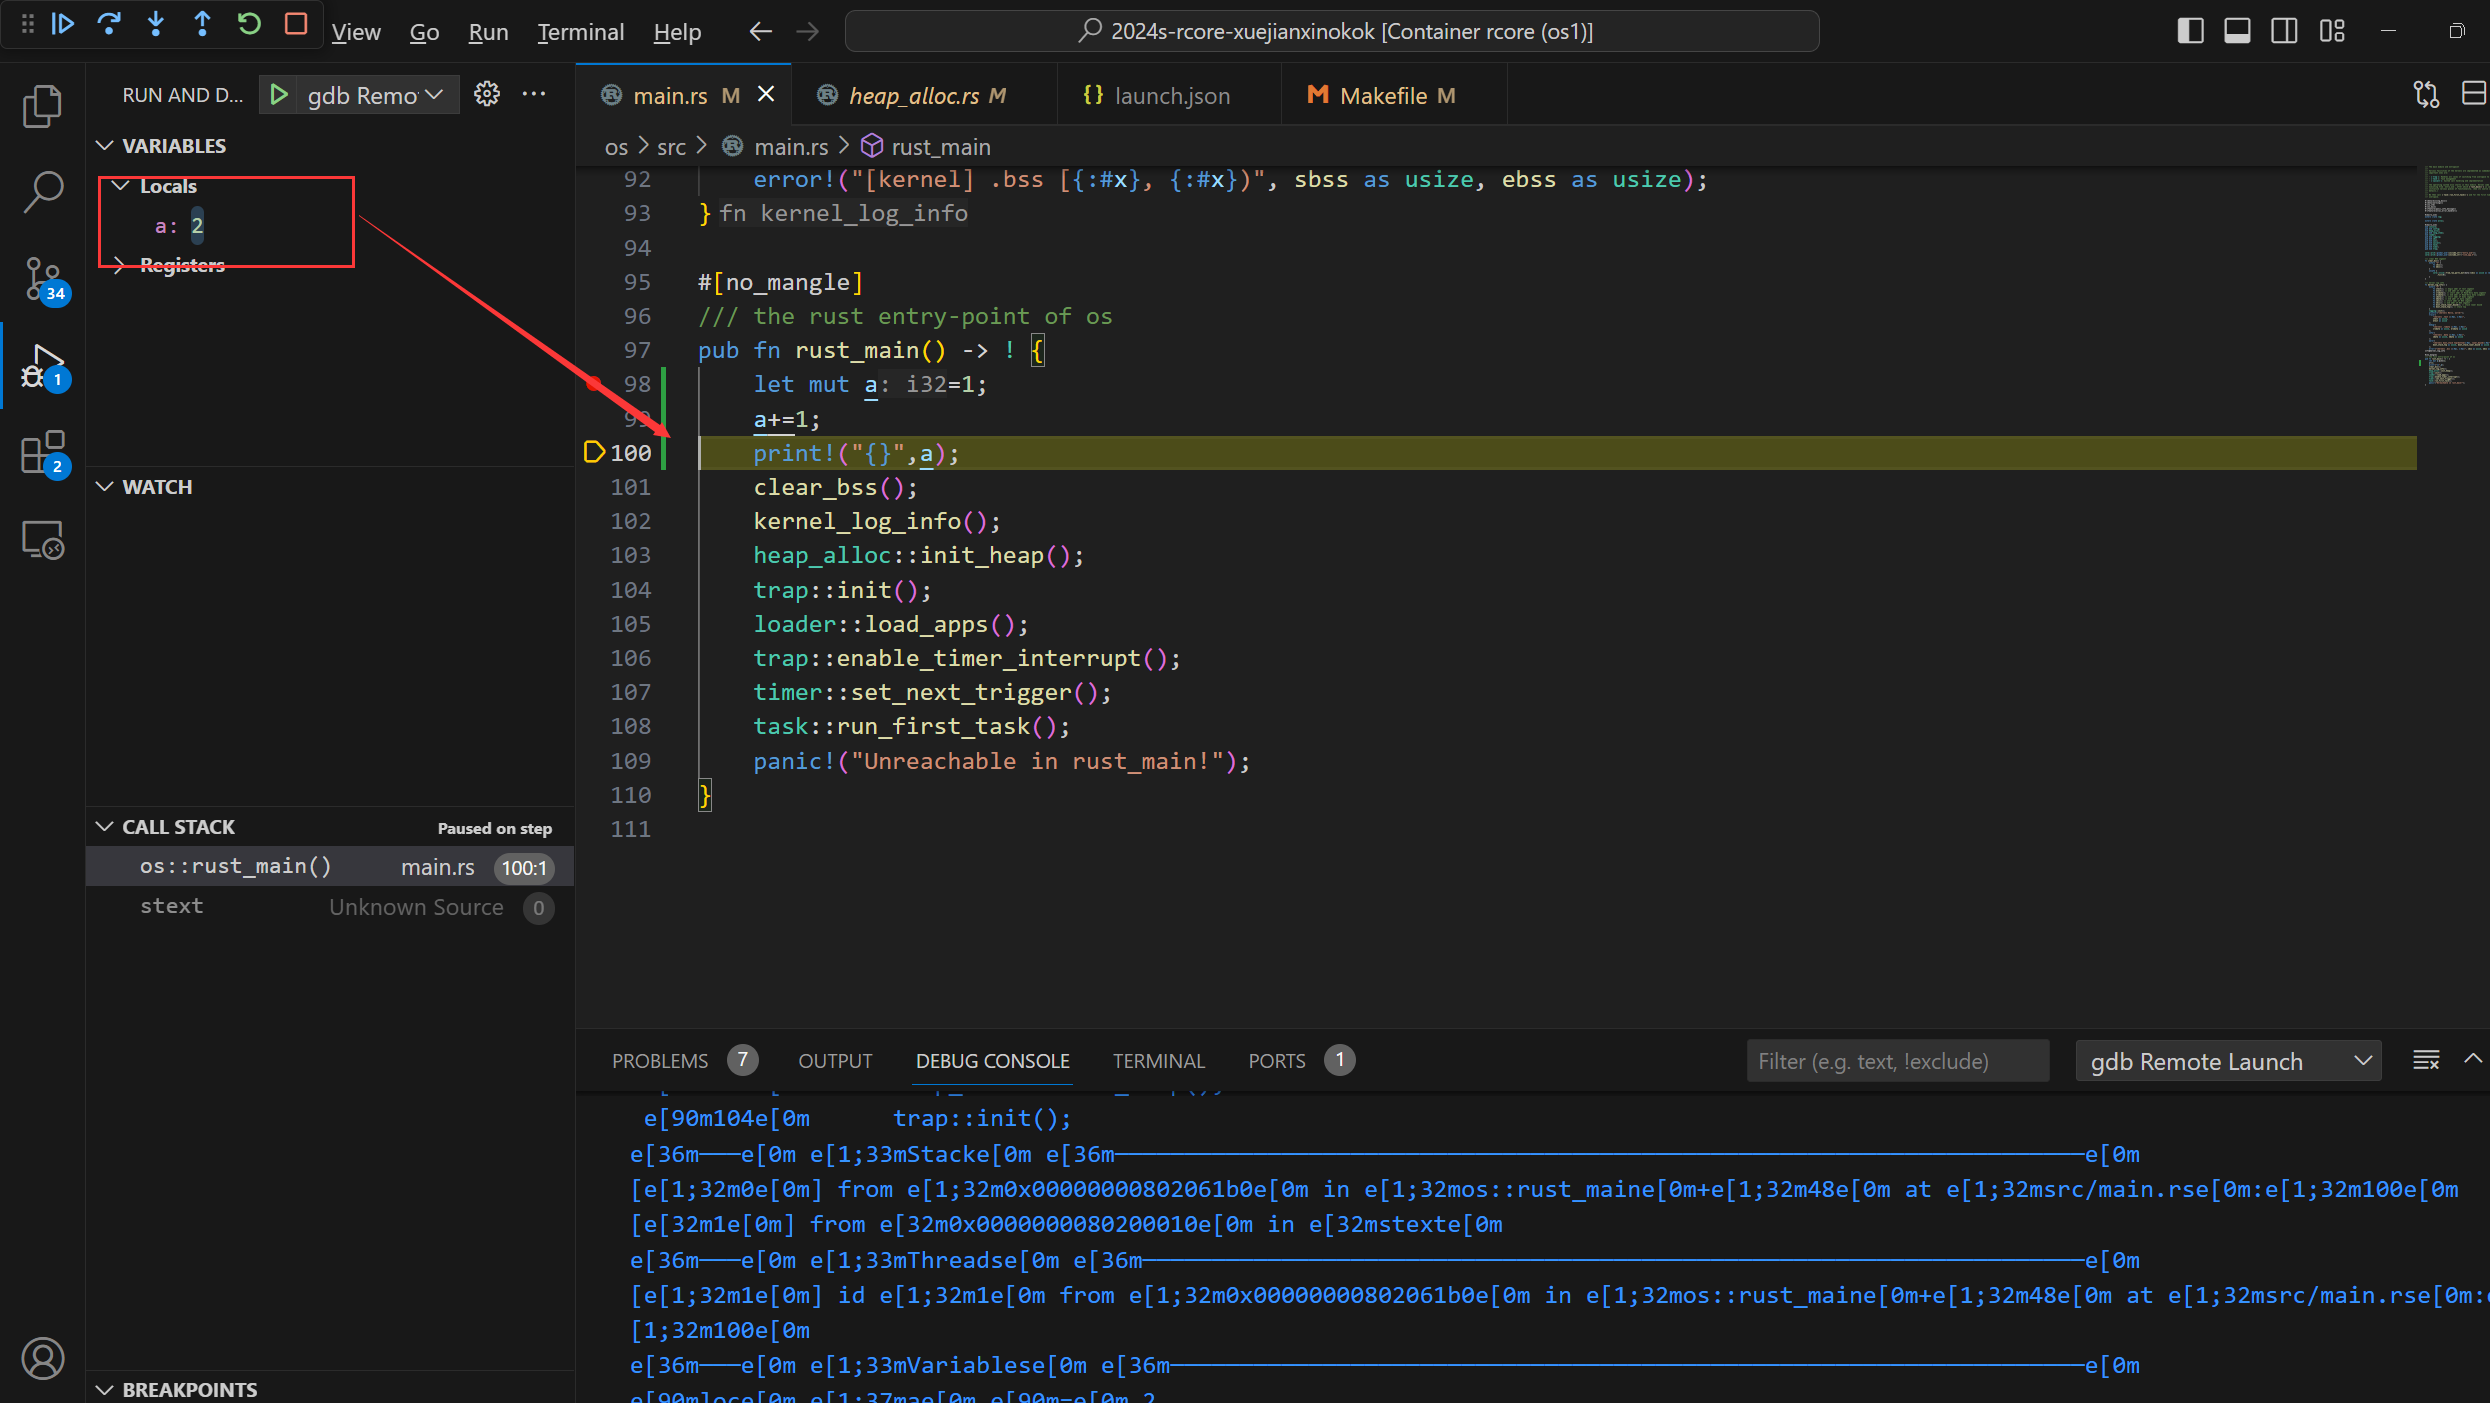 View Go Run Terminal Help
2024s-rcore-xuejianxinokok [Container rcore (os1)]
RUN AND D... gdb Remo
main.rs M
heap_alloc.rs M
{} launch.json
Makefile M
os > src > main.rs > rust_main
VARIABLES
Locals
a: 2
Registers
WATCH
CALL STACK Paused on step
os::rust_main() main.rs 100:1
stext Unknown Source 0
BREAKPOINTS
34
1
2
92 error!("[kernel] .bss [{:#x}, {:#x})", sbss as usize, ebss as usize);
93 } fn kernel_log_info
94
95 #[no_mangle]
96 /// the rust entry-point of os
97 pub fn rust_main() -> ! {
98 let mut a: i32=1;
99 a+=1;
100 print!("{}",a);
101 clear_bss();
102 kernel_log_info();
103 heap_alloc::init_heap();
104 trap::init();
105 loader::load_apps();
106 trap::enable_timer_interrupt();
107 timer::set_next_trigger();
108 task::run_first_task();
109 panic!("Unreachable in rust_main!");
110 }
111
PROBLEMS 7 OUTPUT DEBUG CONSOLE TERMINAL PORTS 1
Filter (e.g. text, !exclude)
gdb Remote Launch
e[90m104e[0m trap::init();
e[36m───e[0m e[1;33mStacke[0m e[36m──────────────────────────────────────────────────────────────────────e[0m
[e[1;32m0e[0m] from e[1;32m0x00000000802061b0e[0m in e[1;32mos::rust_maine[0m+e[1;32m48e[0m at e[1;32msrc/main.rse[0m:e[1;32m100e[0m
[e[32m1e[0m] from e[32m0x0000000080200010e[0m in e[32mstexte[0m
e[36m───e[0m e[1;33mThreadse[0m e[36m────────────────────────────────────────────────────────────────────e[0m
[e[1;32m1e[0m] id e[1;32m1e[0m from e[1;32m0x00000000802061b0e[0m in e[1;32mos::rust_maine[0m+e[1;32m48e[0m at e[1;32msrc/main.rse[0m:e
[1;32m100e[0m
e[36m───e[0m e[1;33mVariablese[0m e[36m──────────────────────────────────────────────────────────────────e[0m
e[90mloce[0m e[1;37mae[0m e[90m=e[0m 2